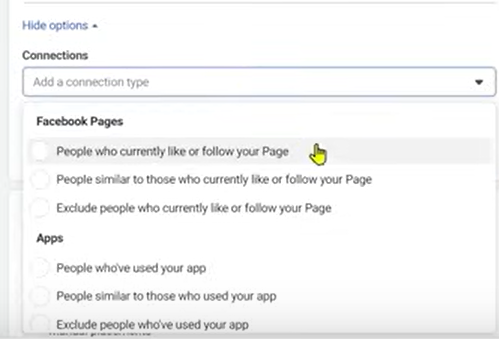 Hide options
Connections
Add a connection type
Facebook Pages
People who currently like or follow your Page
People similar to those who currently like or follow your Page
Exclude people who currently like or follow your Page
Apps
People who've used your app
People similar to those who used your app
Exclude people who've used your app